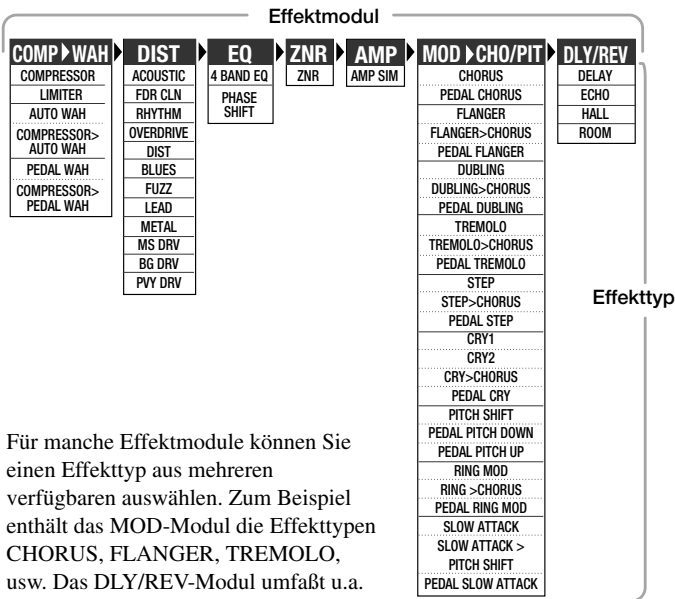 Effektmodul
COMP▶WAH
COMPRESSOR
LIMITER
AUTO WAH
COMPRESSOR>
AUTO WAH
PEDAL WAH
COMPRESSOR>
PEDAL WAH
DIST
ACOUSTIC
FDR CLN
RHYTHM
OVERDRIVE
DIST
BLUES
FUZZ
LEAD
METAL
MS DRV
BG DRV
PVY DRV
EQ
4 BAND EQ
PHASE
SHIFT
ZNR
ZNR
AMP
AMP SIM
MOD ▶CHO/PIT
CHORUS
PEDAL CHORUS
FLANGER
FLANGER>CHORUS
PEDAL FLANGER
DUBLING
DUBLING>CHORUS
PEDAL DUBLING
TREMOLO
TREMOLO>CHORUS
PEDAL TREMOLO
STEP
STEP>CHORUS
PEDAL STEP
CRY1
CRY2
CRY>CHORUS
PEDAL CRY
PITCH SHIFT
PEDAL PITCH DOWN
PEDAL PITCH UP
RING MOD
RING >CHORUS
PEDAL RING MOD
SLOW ATTACK
SLOW ATTACK >
PITCH SHIFT
PEDAL SLOW ATTACK
DLY/REV
DELAY
ECHO
HALL
ROOM
Effekttyp
Für manche Effektmodule können Sie
einen Effekttyp aus mehreren
verfügbaren auswählen. Zum Beispiel
enthält das MOD-Modul die Effekttypen
CHORUS, FLANGER, TREMOLO,
usw. Das DLY/REV-Modul umfaßt u.a.